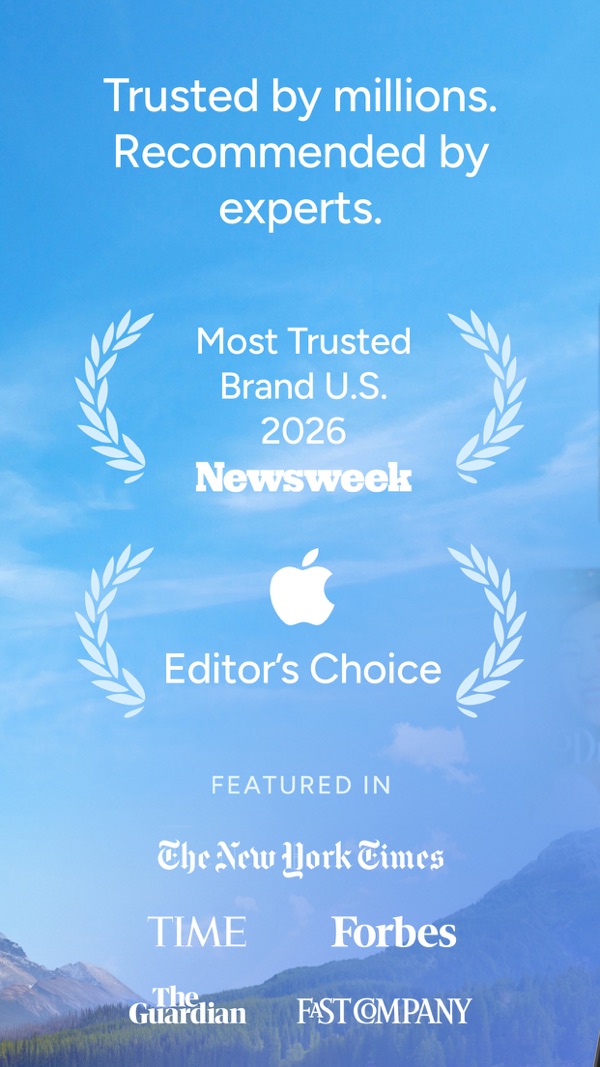 Trusted by millions.
Recommended by
experts.
Most Trusted
Brand U.S.
2026
Newsweek
Editor's Choice
FEATURED IN
The New York Times
TIME
Forbes
The
Guardian
FAST COMPANY